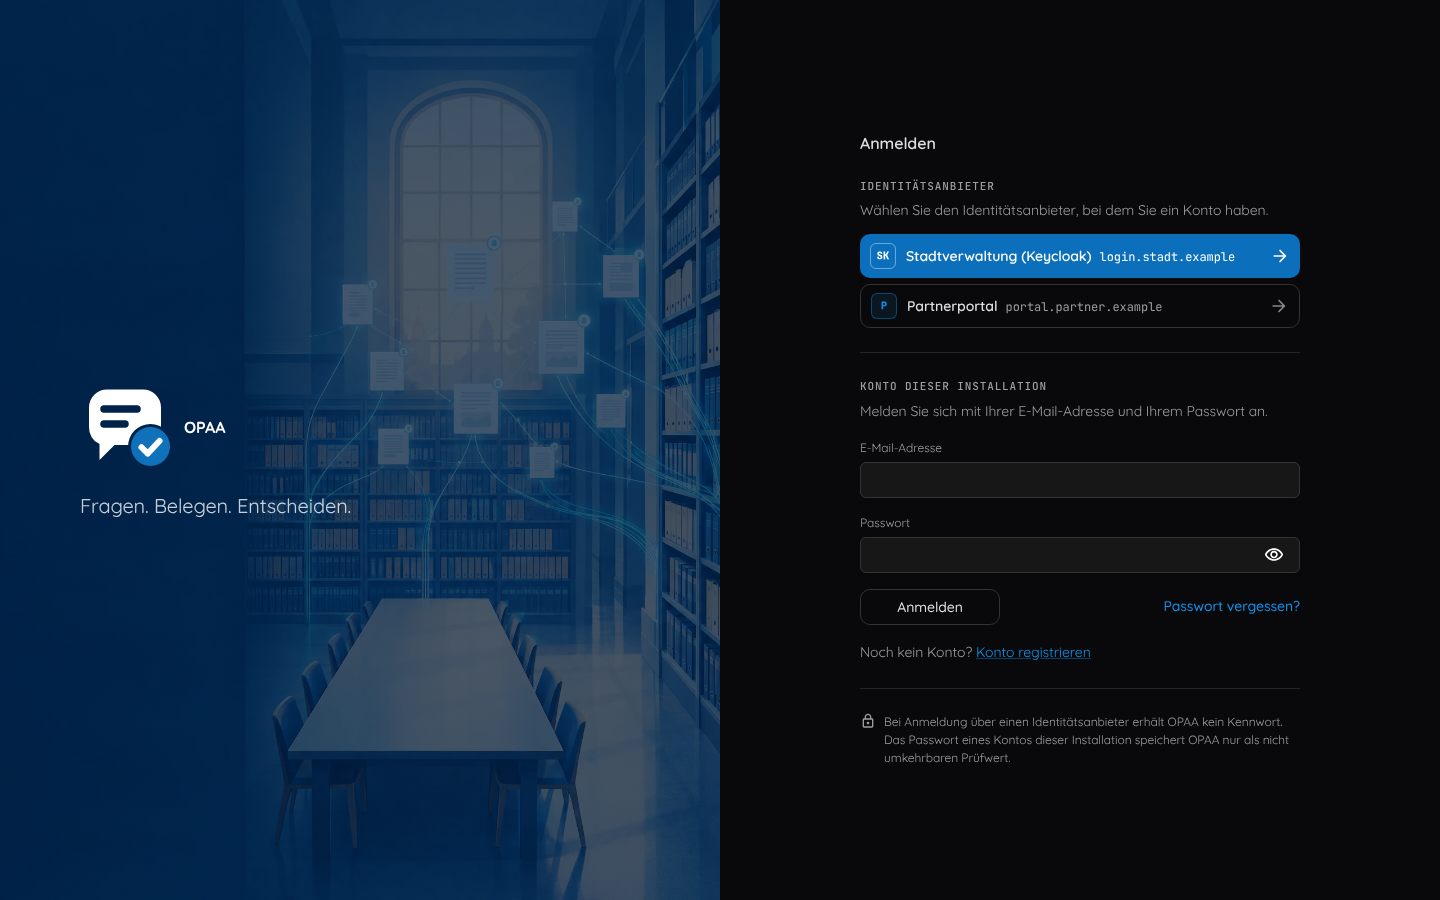 OPAA
Fragen. Belegen. Entscheiden.
Anmelden
IDENTITÄTSANBIETER
Wählen Sie den Identitätsanbieter, bei dem Sie ein Konto haben.
SK Stadtverwaltung (Keycloak) login.stadt.example
P Partnerportal portal.partner.example
KONTO DIESER INSTALLATION
Melden Sie sich mit Ihrer E-Mail-Adresse und Ihrem Passwort an.
E-Mail-Adresse
Passwort
Anmelden Passwort vergessen?
Noch kein Konto? Konto registrieren
Bei Anmeldung über einen Identitätsanbieter erhält OPAA kein Kennwort.
Das Passwort eines Kontos dieser Installation speichert OPAA nur als nicht
umkehrbaren Prüfwert.